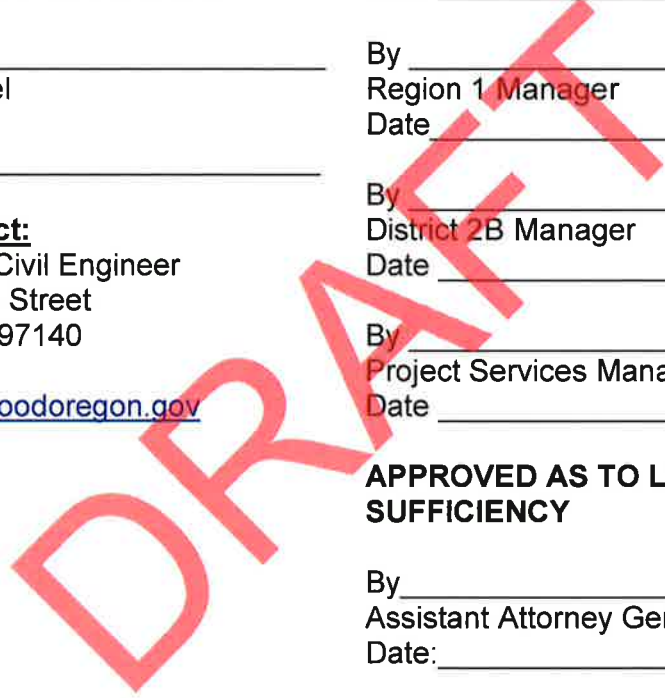 el
ct:
Civil Engineer
Street
97140
oodoregon.gov
By
Region 1 Manager
Date
By
District 2B Manager
Date
By
Project Services Mana
Date
APPROVED AS TO L
SUFFICIENCY
By
Assistant Attorney Ger
Date:
DRAFT